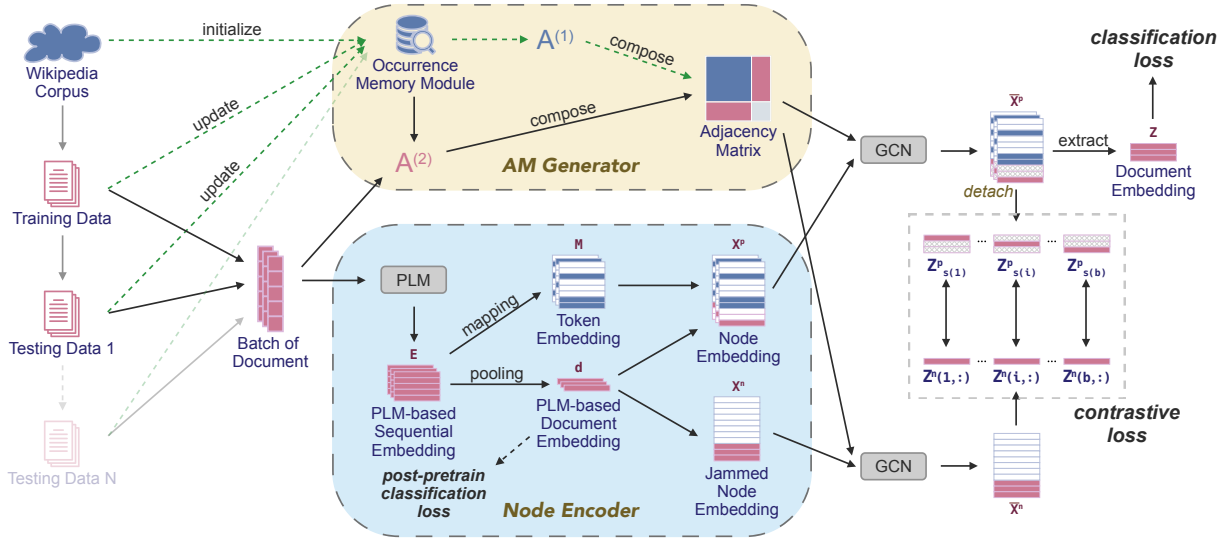 initialize
Wikipedia
Corpus
update
update
Training Data
Testing Data 1
Testing Data N
Batch of
Document
Occurrence
Memory Module
A(1)
compose
compose
A(2)
Adjacency
Matrix
AM Generator
PLM
mapping
E
pooling
PLM-based
Sequential
Embedding
M
Token
Embedding
d
PLM-based
Document
Embedding
post-pretrain
classification
loss
Xp
Node
Embedding
Xn
Jammed
Node
Embedding
Node Encoder
GCN
GCN
X̅p
extract
detach
classification
loss
Z
Document
Embedding
... ...
Zps(1) Zps(i) Zps(b)
... ...
Zn(1,:) Zn(i,:) Zn(b,:)
contrastive
loss
X̅n